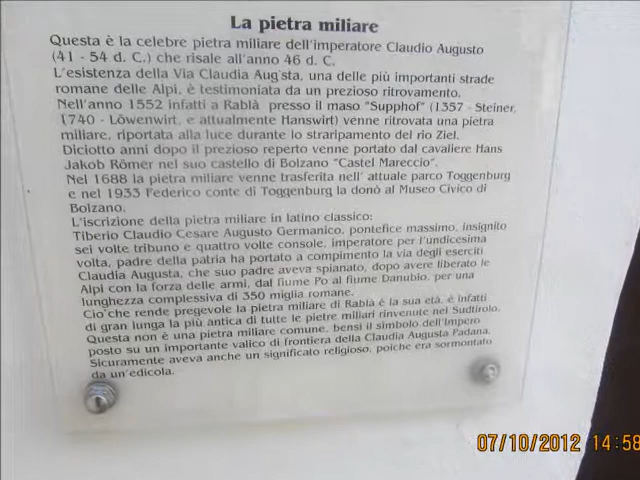 La pietra miliare
Questa è la celebre pietra miliare dell'imperatore Claudio Augusto
(41 - 54 d. C.) che risale all'anno 46 d. C.
L'esistenza della Via Claudia Aug'sta, una delle più importanti strade
romane delle Alpi, è testimoniata da un prezioso ritrovamento.
Nell'anno 1552 infatti a Rablà presso il maso "Supphof" (1357 - Steiner,
1740 - Löwenwirt, e attualmente Hanswirt) venne ritrovata una pietra
miliare, riportata alla luce durante lo straripamento del rio Ziel.
Diciotto anni dopo il prezioso reperto venne portato dal cavaliere Hans
Jakob Römer nel suo castello di Bolzano "Castel Mareccio".
Nel 1688 la pietra miliare venne trasferita nell' attuale parco Toggenburg
e nel 1933 Federico conte di Toggenburg la donò al Museo Civico di
Bolzano.
L'iscrizione della pietra miliare in latino classico:
Tiberio Claudio Cesare Augusto Germanico, pontefice massimo, insignito
sei volte tribuno e quattro volte console, imperatore per l'undicesima
volta, padre della patria ha portato a compimento la via degli eserciti
Claudia Augusta, che suo padre aveva spianato, dopo avere liberato le
Alpi con la forza delle armi, dal fiume Po al fiume Danubio, per una
lunghezza complessiva di 350 miglia romane.
Ciò che rende pregevole la pietra miliare di Rablà è la sua età, è infatti
di gran lunga la più antica di tutte le pietre miliari rinvenute nel Sudtirolo.
Questa non è una pietra miliare comune, bensì il simbolo dell'Impero
posto su un importante valico di frontiera della Claudia Augusta Padana.
Sicuramente aveva anche un significato religioso, poichè era sormontato
da un'edicola.
07/10/2012 14:58